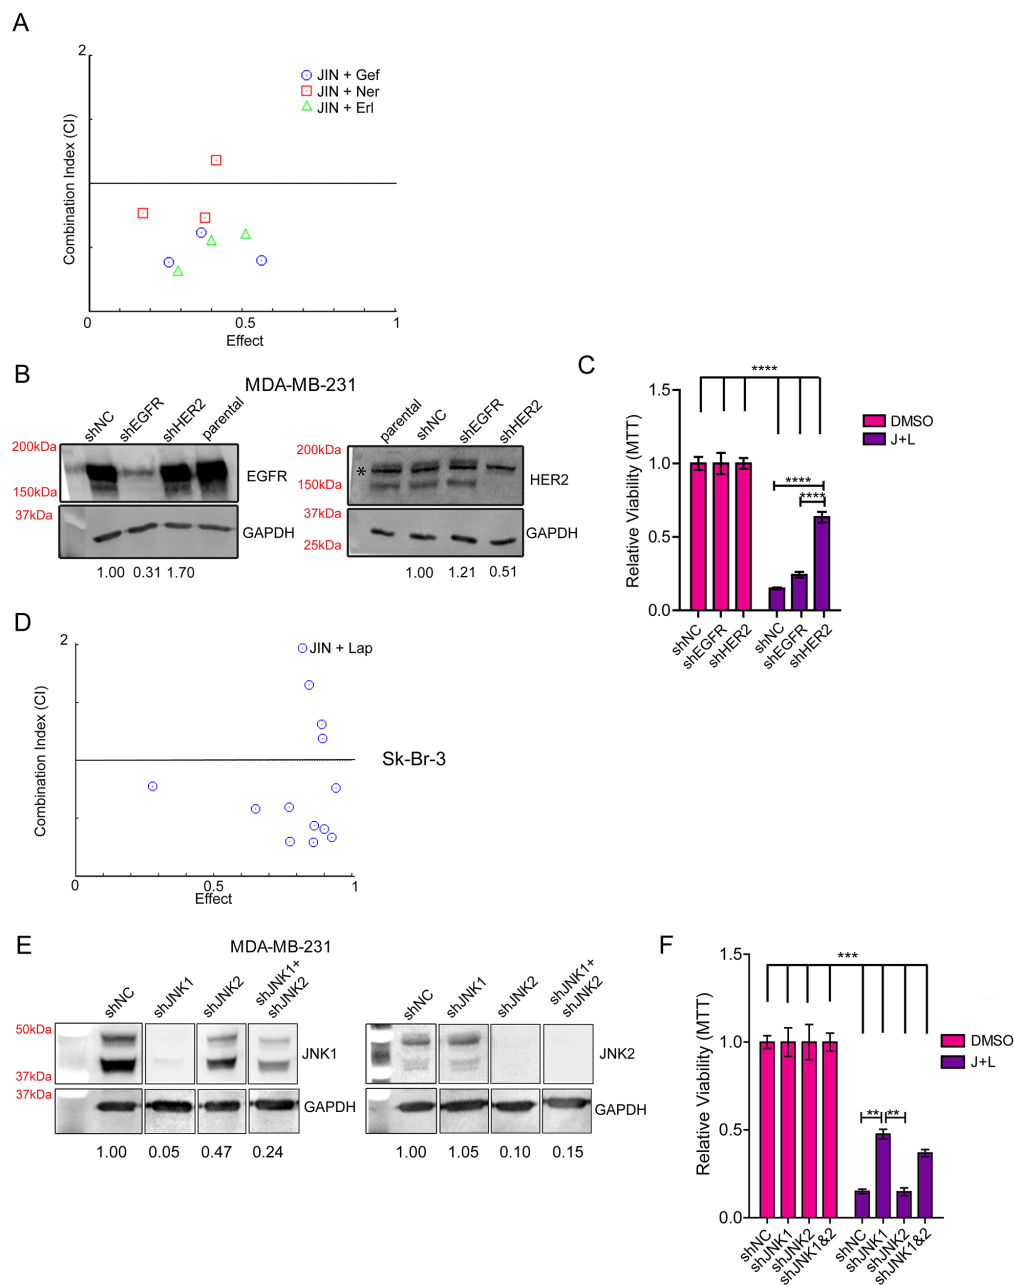 A
2
Combination Index (CI)
JIN + Gef
JIN + Ner
JIN + Erl
0
0.5
1
Effect
B
MDA-MB-231
shNC
shEGFR
shHER2
parental
200kDa
150kDa
37kDa
EGFR
GAPDH
1.00 0.31 1.70
parental
shNC
shEGFR
shHER2
200kDa
*
150kDa
37kDa
25kDa
HER2
GAPDH
1.00 1.21 0.51
C
Relative Viability (MTT)
1.5
1.0
0.5
0.0
****
****
****
DMSO
J+L
shNC
shEGFR
shHER2
shNC
shEGFR
shHER2
D
2
Combination Index (CI)
JIN + Lap
Sk-Br-3
0
0.5
1
Effect
E
MDA-MB-231
shNC
shJNK1
shJNK2
shJNK1+
shJNK2
50kDa
37kDa
37kDa
JNK1
GAPDH
1.00 0.05 0.47 0.24
shNC
shJNK1
shJNK2
shJNK1+
shJNK2
JNK2
GAPDH
1.00 1.05 0.10 0.15
F
Relative Viability (MTT)
1.5
1.0
0.5
0.0
***
** **
DMSO
J+L
shNC
shJNK1
shJNK2
shJNK1&2
shNC
shJNK1
shJNK2
shJNK1&2